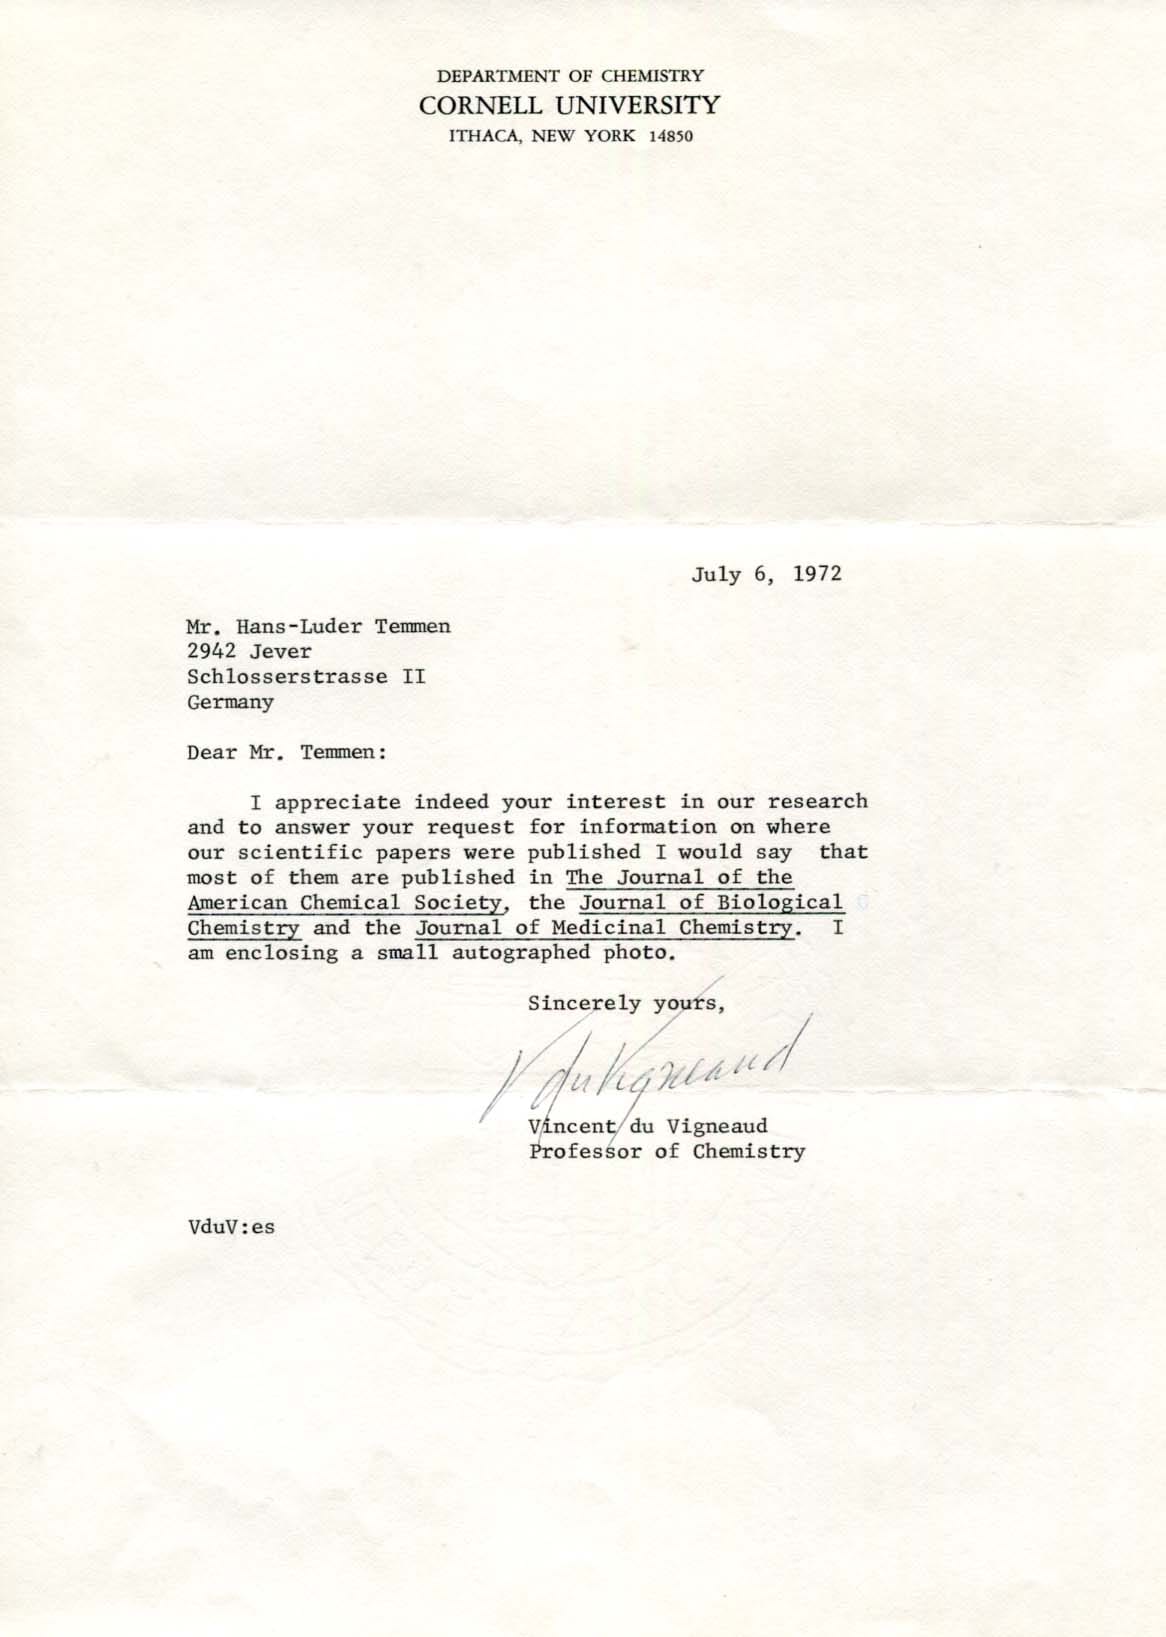 DEPARTMENT OF CHEMISTRY
CORNELL UNIVERSITY
ITHACA, NEW YORK 14850
July 6, 1972
Mr. Hans-Luder Temmen
2942 Jever
Schlosserstrasse II
Germany
Dear Mr. Temmen:
I appreciate indeed your interest in our research
and to answer your request for information on where
our scientific papers were published I would say that
most of them are published in The Journal of the
American Chemical Society, the Journal of Biological
Chemistry and the Journal of Medicinal Chemistry. I
am enclosing a small autographed photo.
Sincerely yours,
V du Vigneaud
Vincent du Vigneaud
Professor of Chemistry
VduV:es